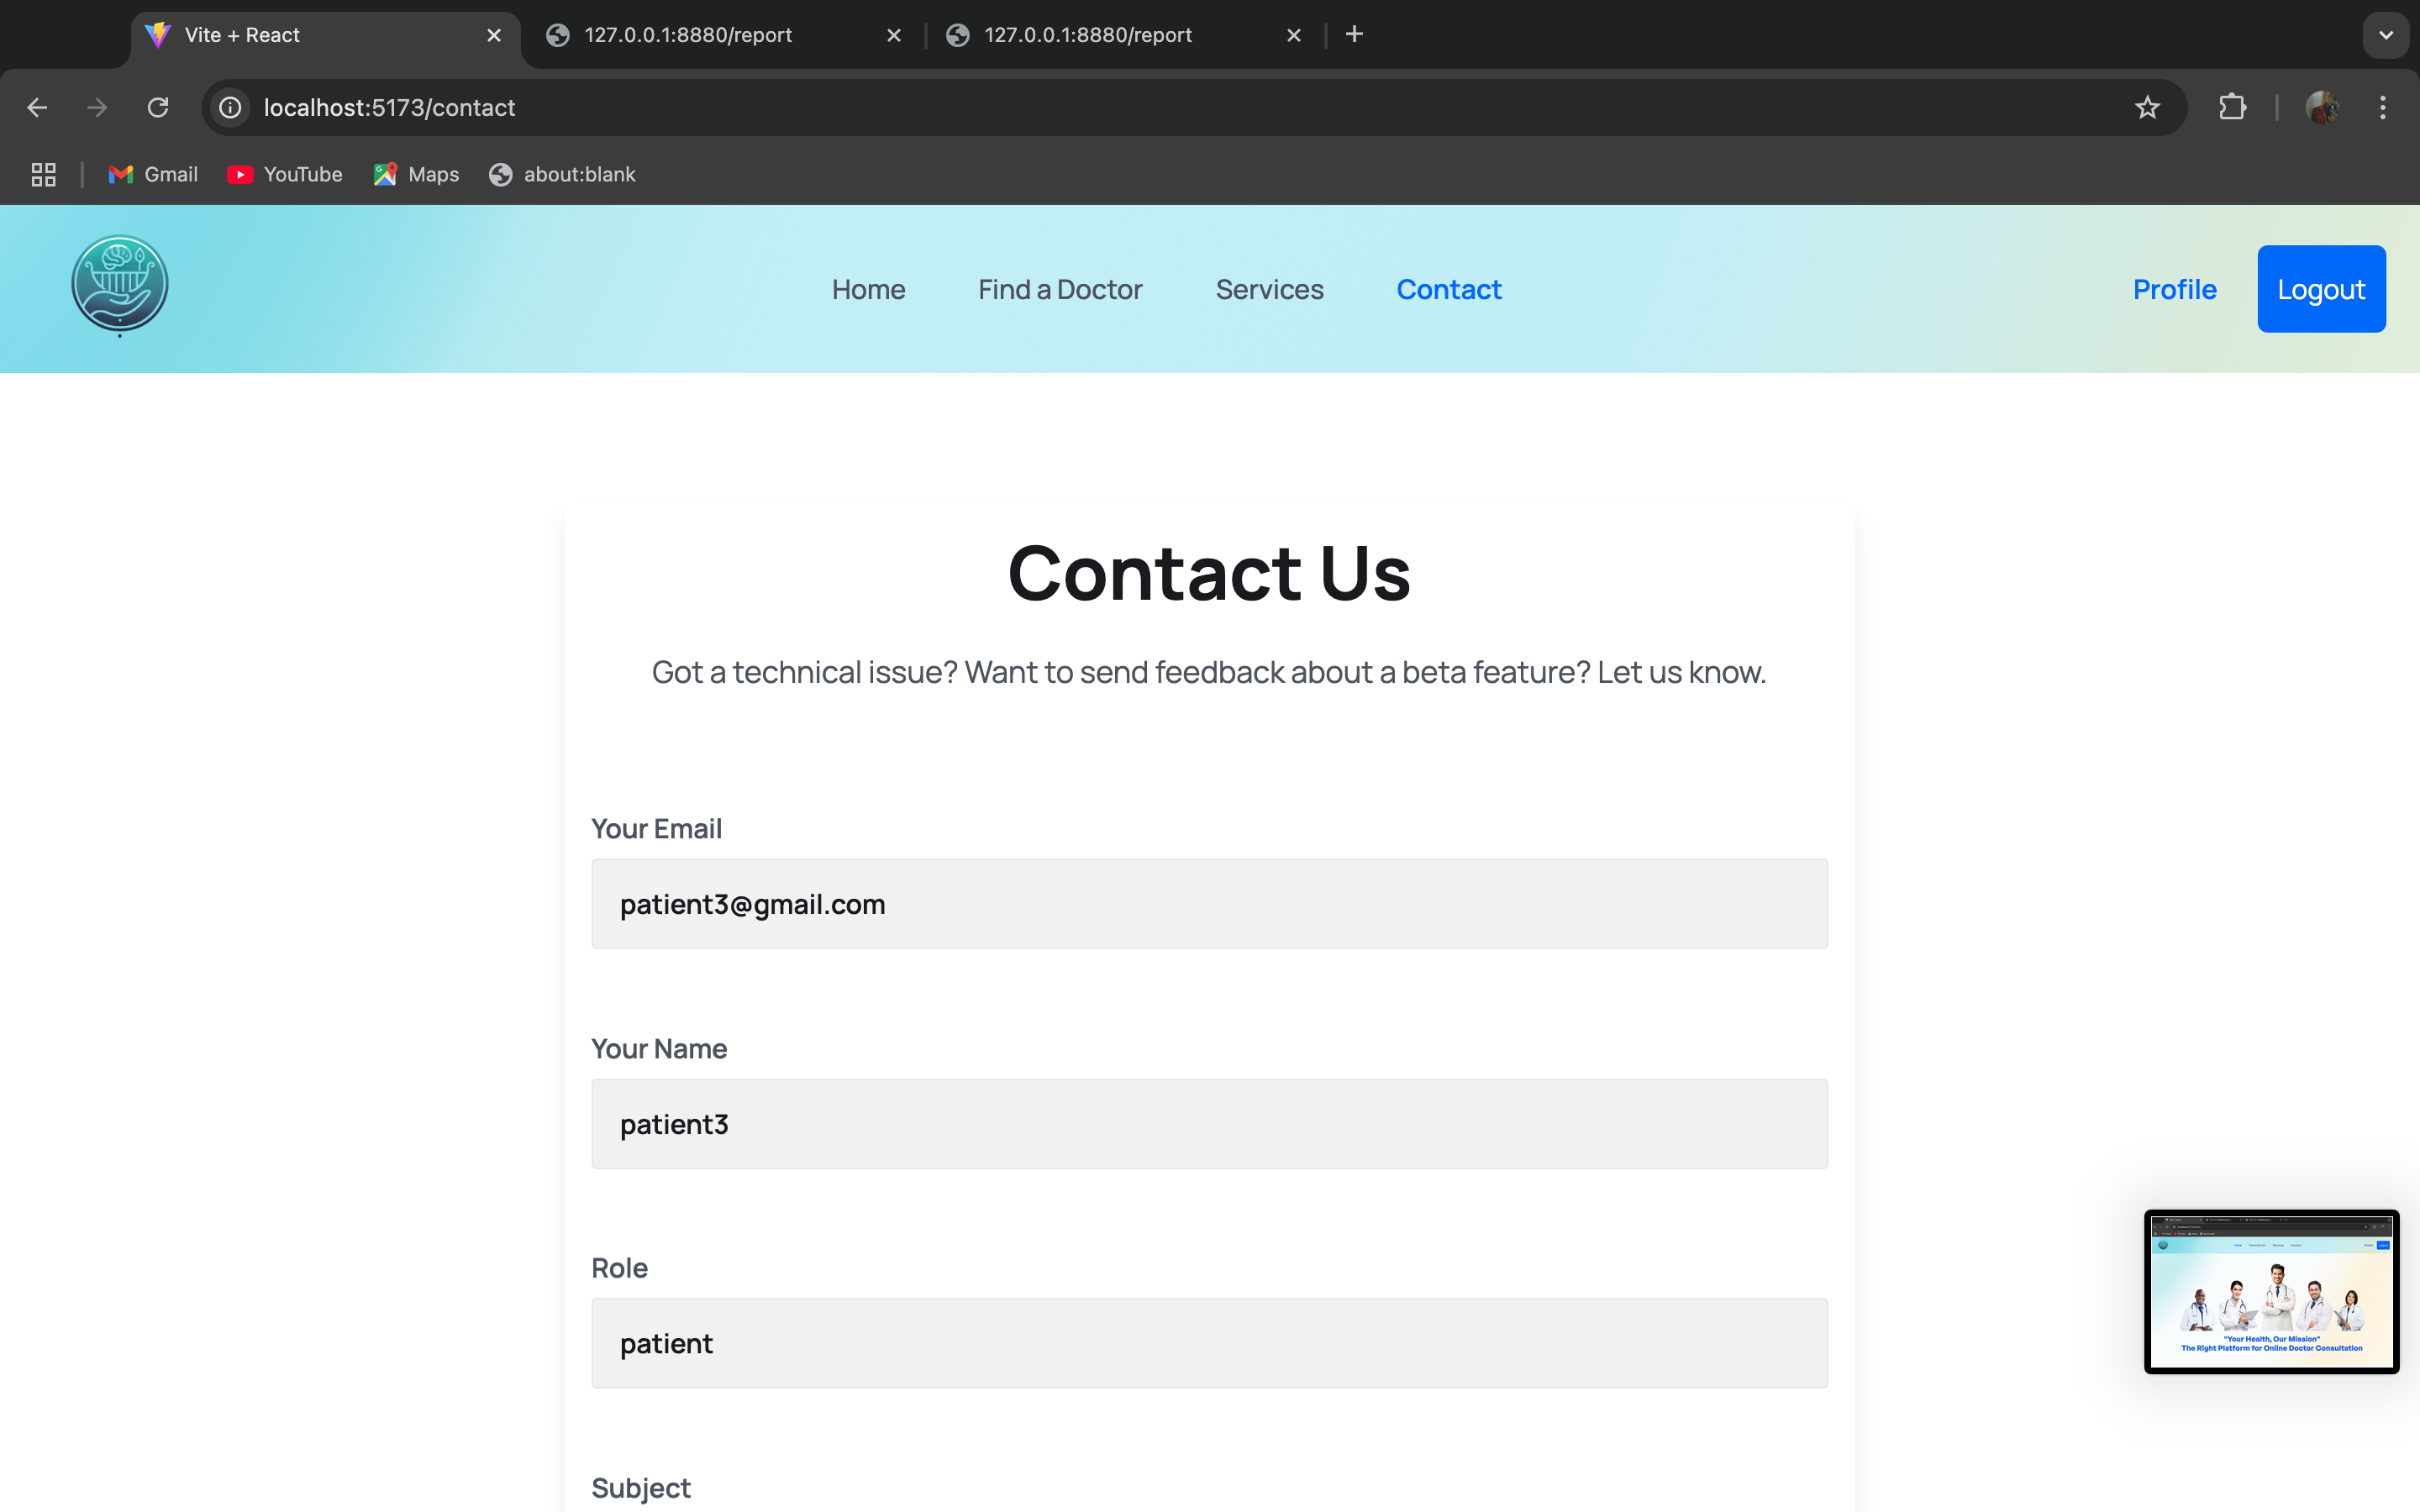 Vite + React
127.0.0.1:8880/report
127.0.0.1:8880/report
localhost:5173/contact
Gmail
YouTube
Maps
about:blank
Home
Find a Doctor
Services
Contact
Profile
Logout
Contact Us
Got a technical issue? Want to send feedback about a beta feature? Let us know.
Your Email
patient3@gmail.com
Your Name
patient3
Role
patient
"Your Health, Our Mission"
The Right Platform for Online Doctor Consultation
Subject